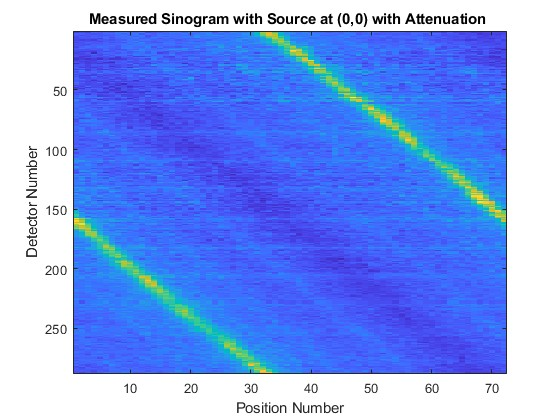 Measured Sinogram with Source at (0,0) with Attenuation
50
100
150
200
250
Detector Number
10 20 30 40 50 60 70
Position Number